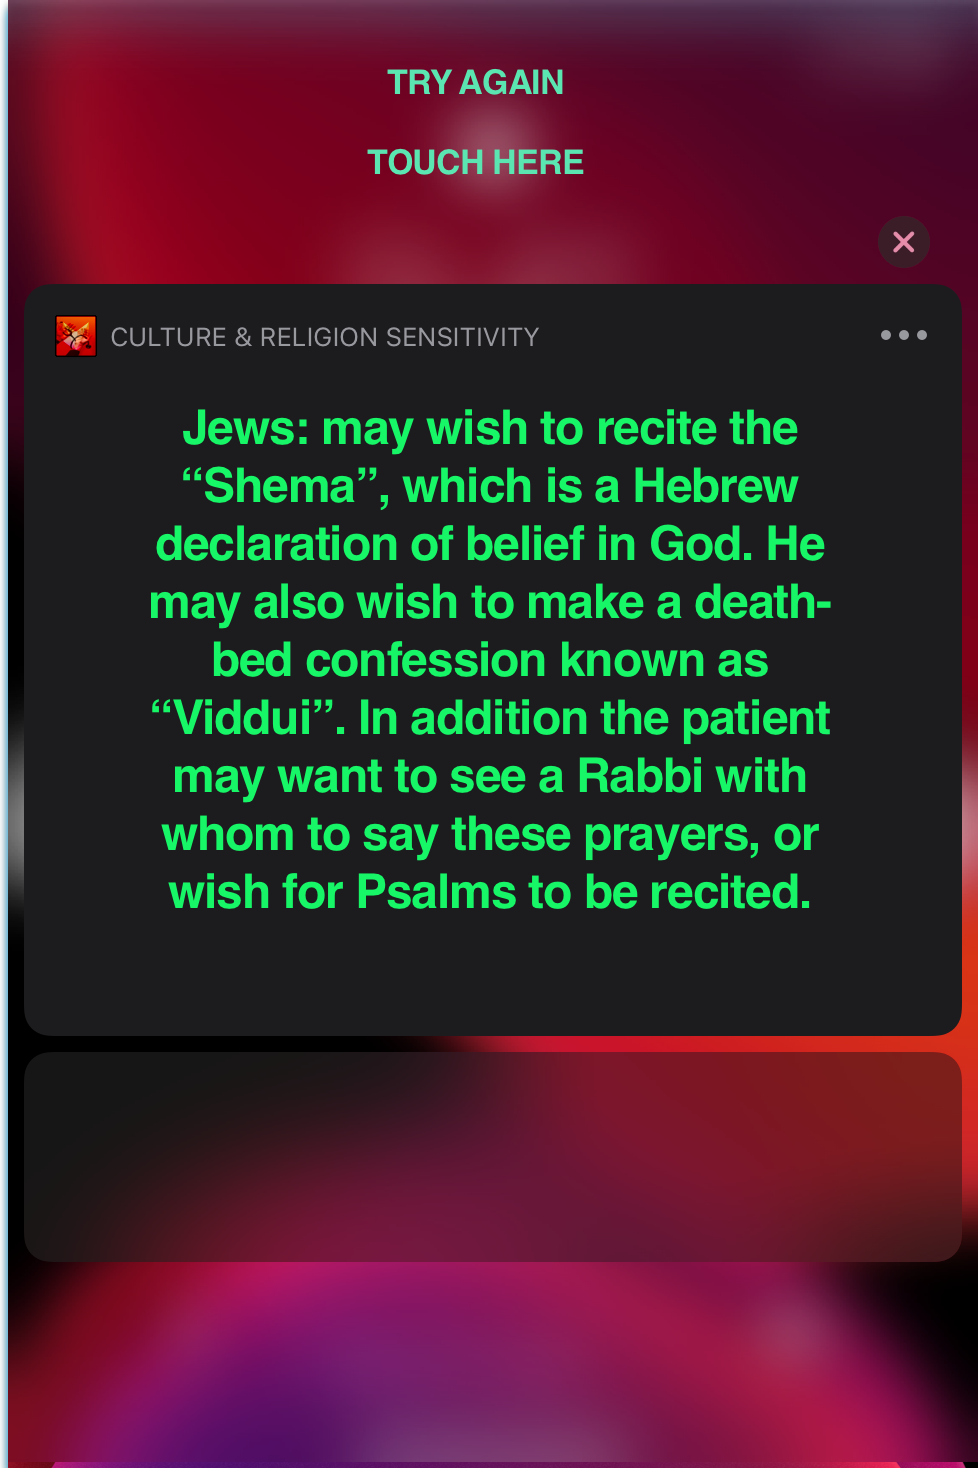 TRY AGAIN
TOUCH HERE
CULTURE & RELIGION SENSITIVITY
Jews: may wish to recite the
“Shema”, which is a Hebrew
declaration of belief in God. He
may also wish to make a death-
bed confession known as
“Viddui”. In addition the patient
may want to see a Rabbi with
whom to say these prayers, or
wish for Psalms to be recited.